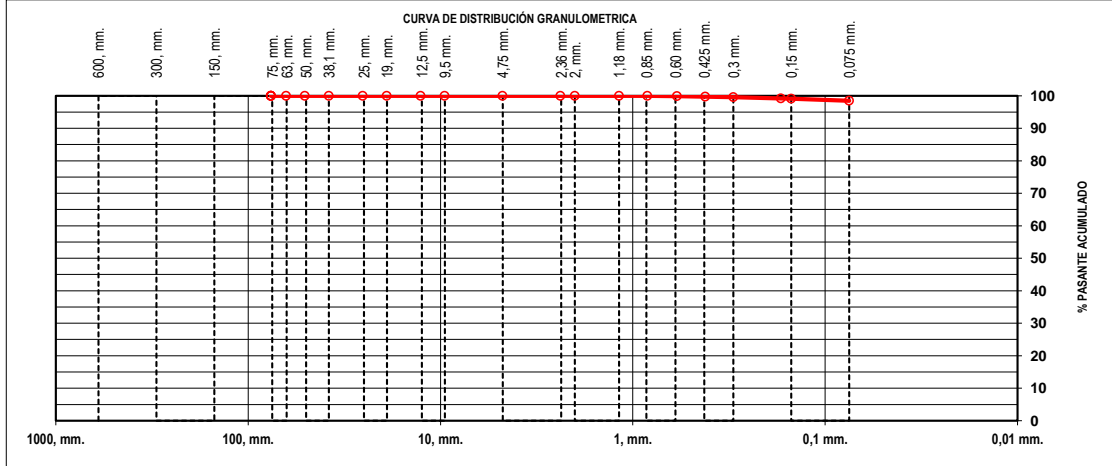 CURVA DE DISTRIBUCIÓN GRANULOMETRICA
600, mm.
300, mm.
150, mm.
75, mm.
63, mm.
50, mm.
38,1 mm.
25, mm.
19, mm.
12,5 mm.
9,5 mm.
4,75 mm.
2,36 mm.
2, mm.
1,18 mm.
0,85 mm.
0,60 mm.
0,425 mm.
0,3 mm.
0,15 mm.
0,075 mm.
100
90
80
70
60
50
40
30
20
10
0
% PASANTE ACUMULADO
1000, mm.
100, mm.
10, mm.
1, mm.
0,1 mm.
0,01 mm.